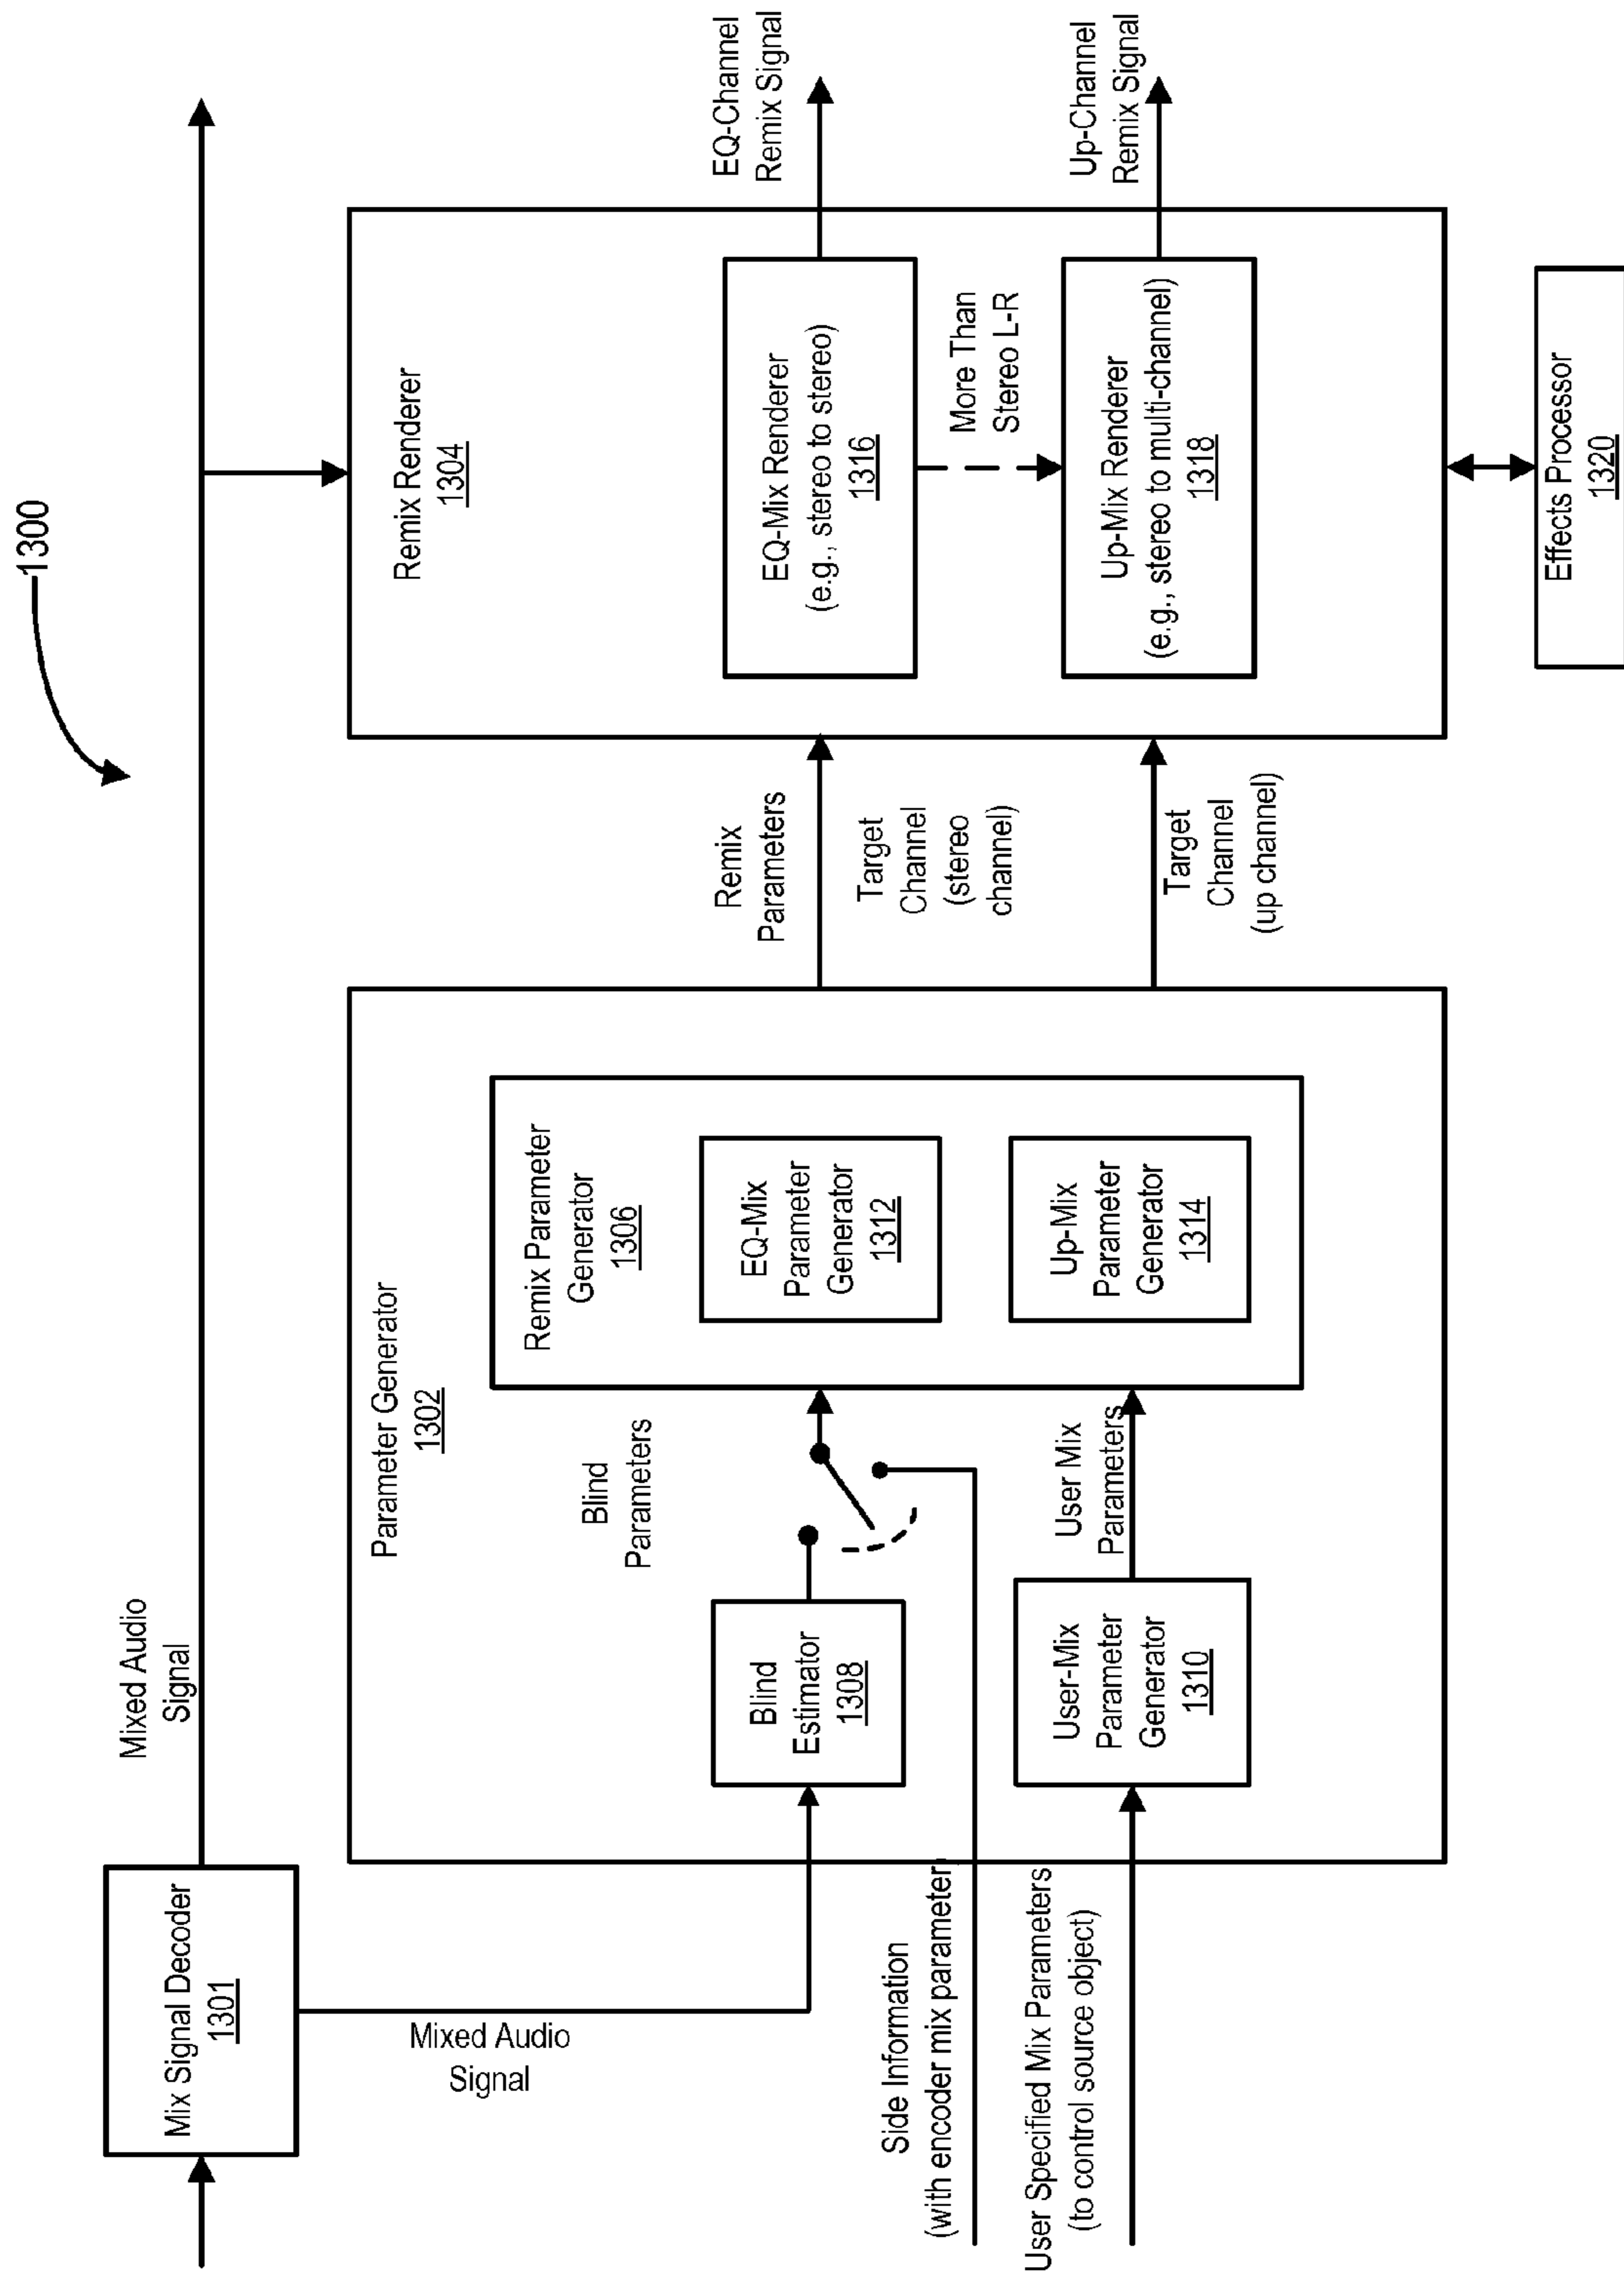 1300
Mixed Audio
Signal
Mix Signal Decoder
1301
Mixed Audio
Signal
Parameter Generator
1302
Blind
Parameters
Blind
Estimator
1308
Side Information
(with encoder mix parameter)
User Specified Mix Parameters
(to control source object)
User-Mix
Parameter
Generator
1310
User Mix
Parameters
Remix Parameter
Generator
1306
EQ-Mix
Parameter
Generator
1312
Up-Mix
Parameter
Generator
1314
Remix
Parameters
Target
Channel
(stereo
channel)
Target
Channel
(up channel)
Remix Renderer
1304
EQ-Mix Renderer
(e.g., stereo to stereo)
1316
More Than
Stereo L-R
Up-Mix Renderer
(e.g., stereo to multi-channel)
1318
EQ-Channel
Remix Signal
Up-Channel
Remix Signal
Effects Processor
1320